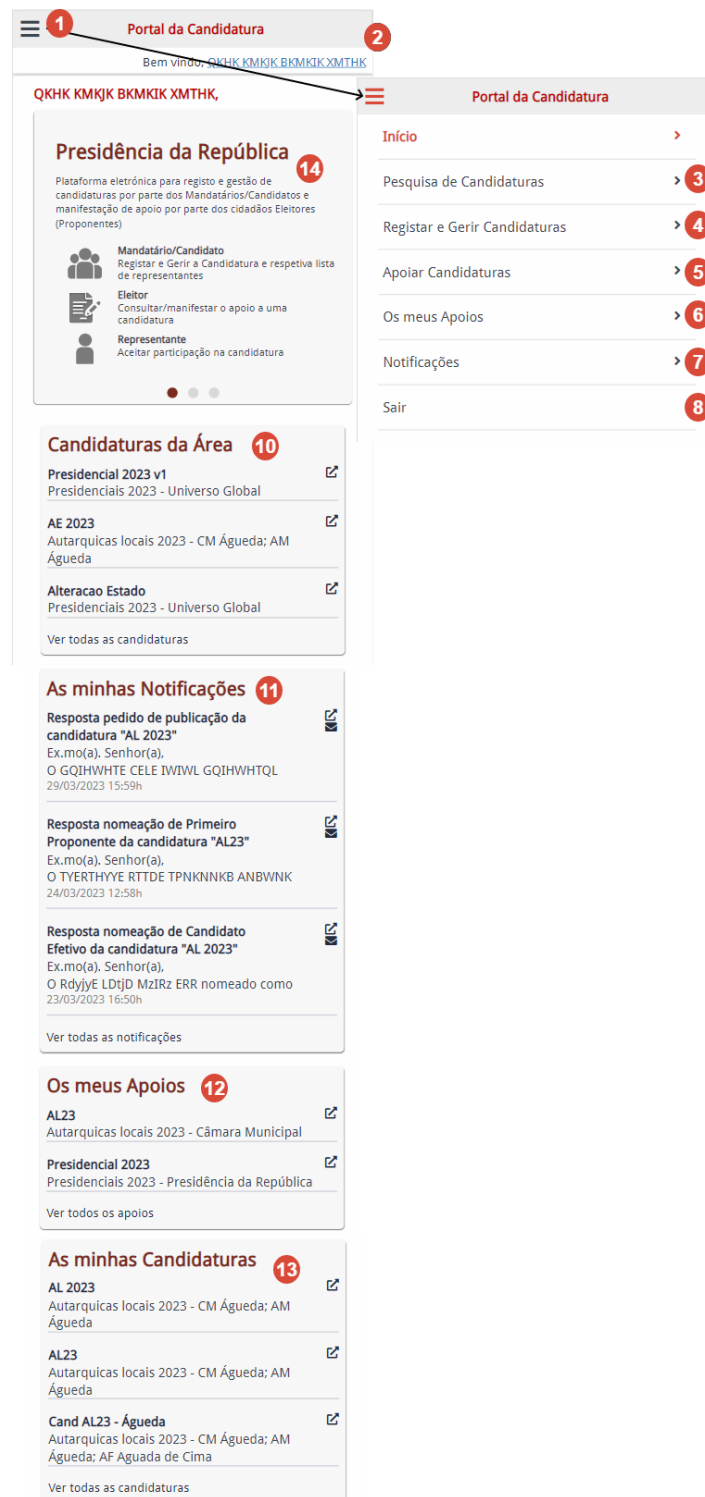 1
Portal da Candidatura
2
Bem vindo, QKHK KMKJK BKMKIK XMTHK
QKHK KMKJK BKMKIK XMTHK,
Presidência da República
14
Plataforma eletrónica para registo e gestão de
candidaturas por parte dos Mandatários/Candidatos e
manifestação de apoio por parte dos cidadãos Eleitores
(Proponentes)
Mandatário/Candidato
Registar e Gerir a Candidatura e respetiva lista
de representantes
Eleitor
Consultar/manifestar o apoio a uma
candidatura
Representante
Aceitar participação na candidatura
Portal da Candidatura
Início
Pesquisa de Candidaturas
3
Registar e Gerir Candidaturas
4
Apoiar Candidaturas
5
Os meus Apoios
6
Notificações
7
Sair
8
Candidaturas da Área
10
Presidencial 2023 v1
Presidenciais 2023 - Universo Global
AE 2023
Autarquicas locais 2023 - CM Águeda; AM
Águeda
Alteracao Estado
Presidenciais 2023 - Universo Global
Ver todas as candidaturas
As minhas Notificações
11
Resposta pedido de publicação da
candidatura "AL 2023"
Ex.mo(a). Senhor(a),
O GQIHWHTE CELE IWIWL GQIHWHTQL
29/03/2023 15:59h
Resposta nomeação de Primeiro
Proponente da candidatura "AL23"
Ex.mo(a). Senhor(a),
O TYERTHYYE RTTDE TPNKNNKB ANBWNK
24/03/2023 12:58h
Resposta nomeação de Candidato
Efetivo da candidatura "AL 2023"
Ex.mo(a). Senhor(a),
O RdyjyE LDtjD MzIRz ERR nomeado como
23/03/2023 16:50h
Ver todas as notificações
Os meus Apoios
12
AL23
Autarquicas locais 2023 - Câmara Municipal
Presidencial 2023
Presidenciais 2023 - Presidência da República
Ver todos os apoios
As minhas Candidaturas
13
AL 2023
Autarquicas locais 2023 - CM Águeda; AM
Águeda
AL23
Autarquicas locais 2023 - CM Águeda; AM
Águeda
Cand AL23 - Águeda
Autarquicas locais 2023 - CM Águeda; AM
Águeda; AF Aguada de Cima
Ver todas as candidaturas